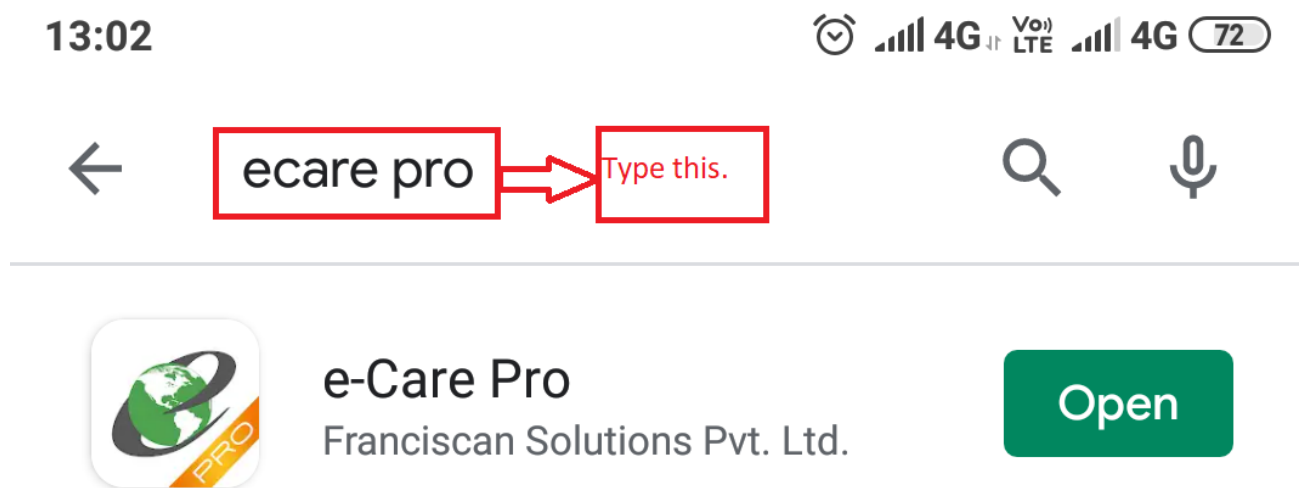 13:02 4G Vo)) LTE 4G 72
ecare pro Type this.
e-Care Pro
Franciscan Solutions Pvt. Ltd.
Open
PRO